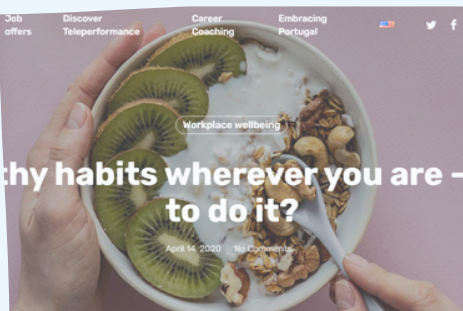 Job offers
Discover Teleperformance
Career Coaching
Embracing Portugal
Workplace wellbeing
thy habits wherever you are -
to do it?
April 14, 2020 No Comments